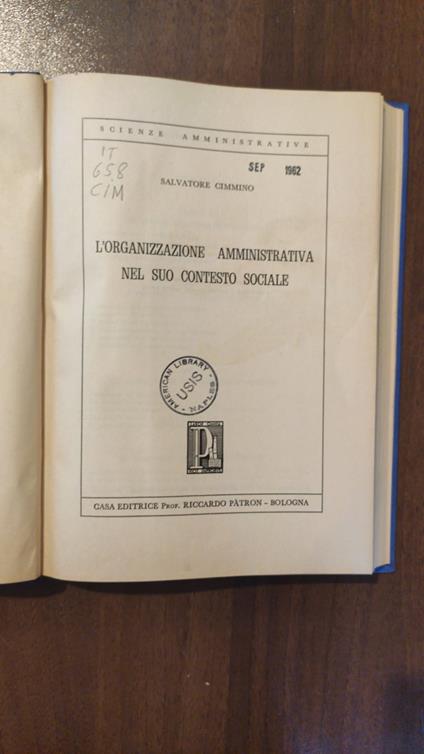 SCIENZE AMMINISTRATIVE
IT
658
CIM
SEP 1962
SALVATORE CIMMINO
L'ORGANIZZAZIONE AMMINISTRATIVA
NEL SUO CONTESTO SOCIALE
AMERICAN LIBRARY
USIS
NAPLES
P
CASA EDITRICE Prof. RICCARDO PÀTRON - BOLOGNA